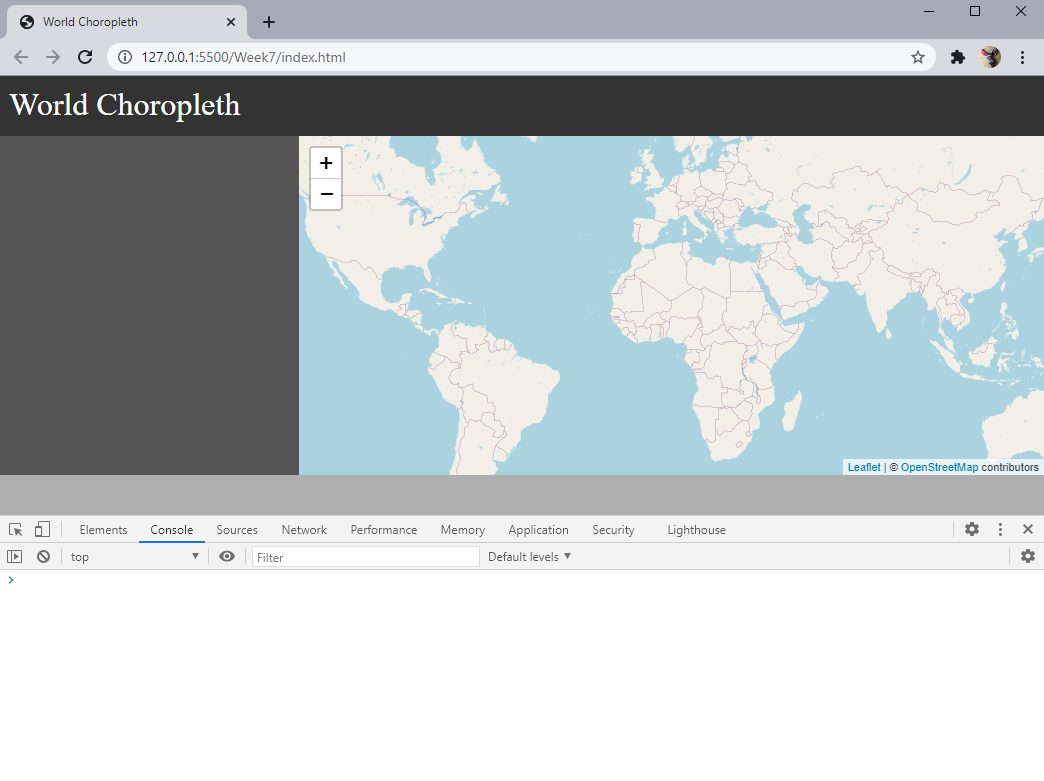 World Choropleth
127.0.0.1:5500/Week7/index.html
World Choropleth
+
−
Leaflet | © OpenStreetMap contributors
Elements Console Sources Network Performance Memory Application Security Lighthouse
top Filter Default levels